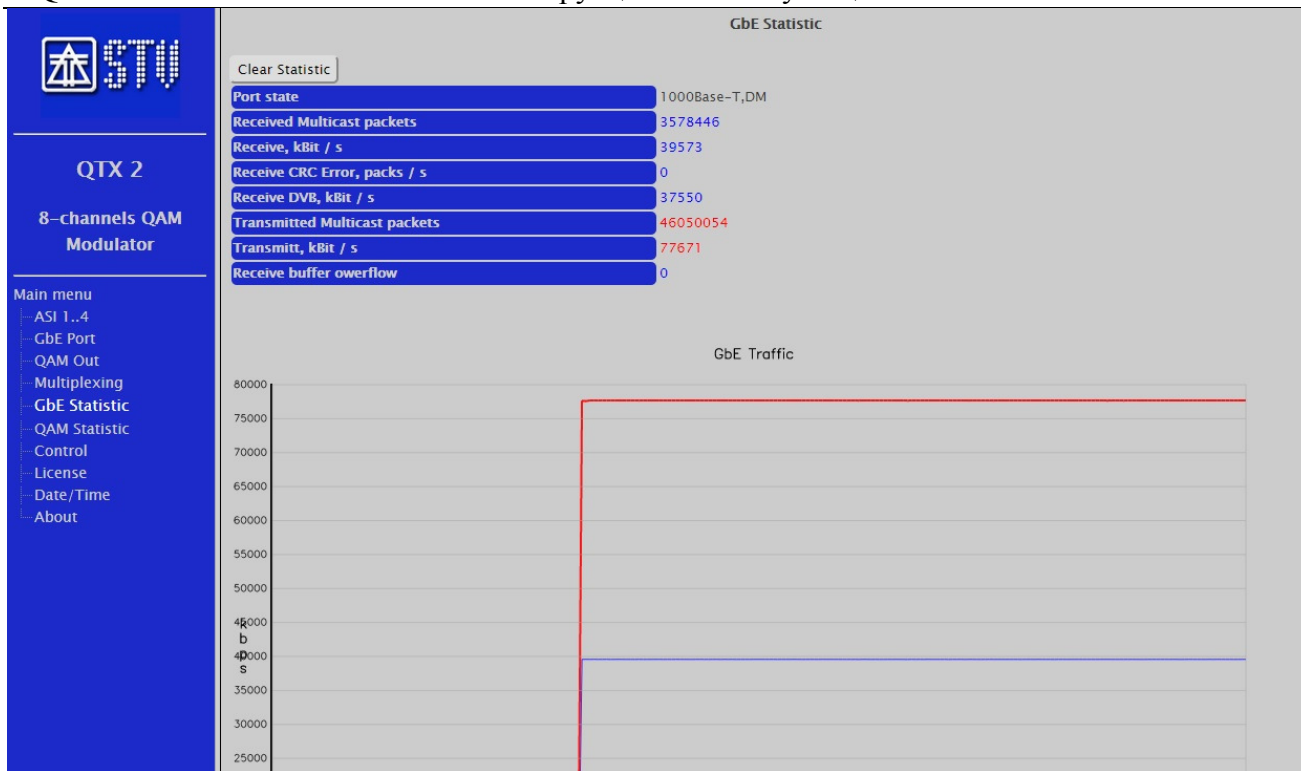 GbE Statistic
STV
Clear Statistic
Port state 1000Base-T,DM
Received Multicast packets 3578446
Receive, kBit / s 39573
Receive CRC Error, packs / s 0
Receive DVB, kBit / s 37550
Transmitted Multicast packets 46050054
Transmitt, kBit / s 77671
Receive buffer owerflow 0
QTX 2
8-channels QAM
Modulator
Main menu
ASI 1..4
GbE Port
QAM Out
Multiplexing
GbE Statistic
QAM Statistic
Control
License
Date/Time
About
GbE Traffic
80000
75000
70000
65000
60000
55000
50000
45000
40000
35000
30000
25000
kbps